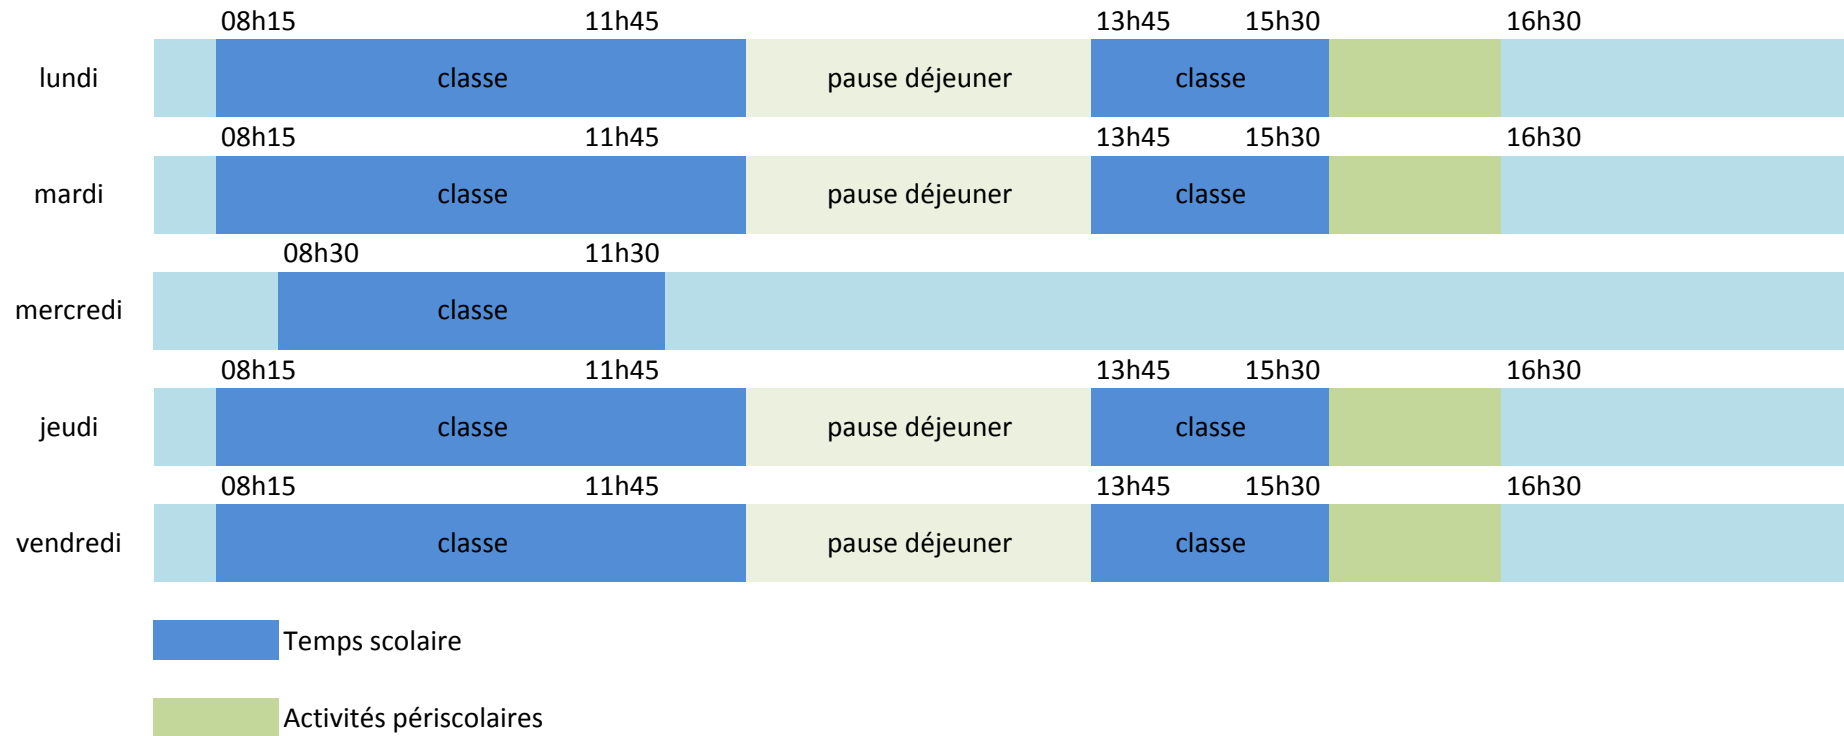 08h15 11h45 13h45 15h30 16h30
lundi classe pause déjeuner classe
08h15 11h45 13h45 15h30 16h30
mardi classe pause déjeuner classe
08h30 11h30
mercredi classe
08h15 11h45 13h45 15h30 16h30
jeudi classe pause déjeuner classe
08h15 11h45 13h45 15h30 16h30
vendredi classe pause déjeuner classe
Temps scolaire
Activités périscolaires